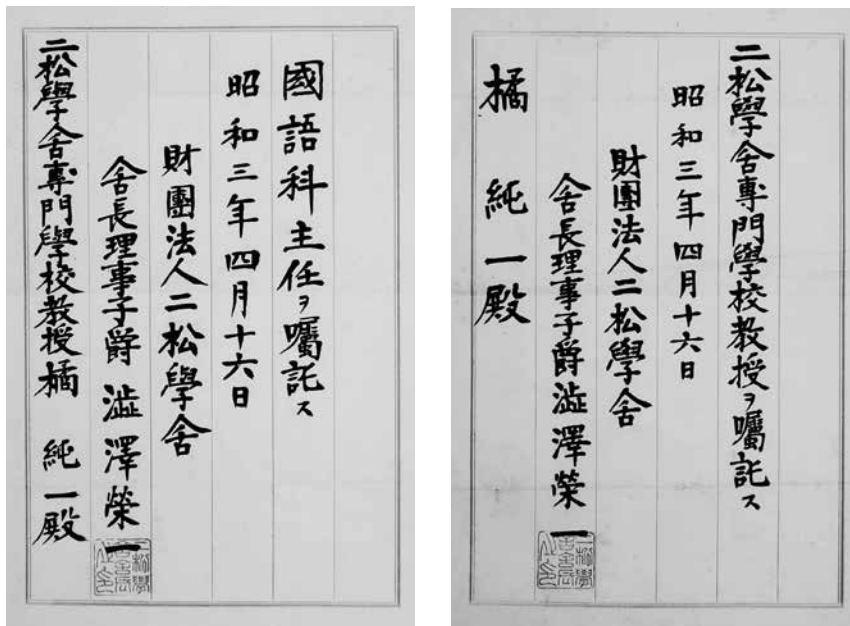 國語科主任ヲ囑託ス
昭和三年四月十六日
財團法人二松學舍
舍長理事子爵澁澤榮一
二松學舍專門學校教授橘純一殿
二松學舍專門學校教授ヲ囑託ス
昭和三年四月十六日
財團法人二松學舍
舍長理事子爵澁澤榮一
橘純一殿